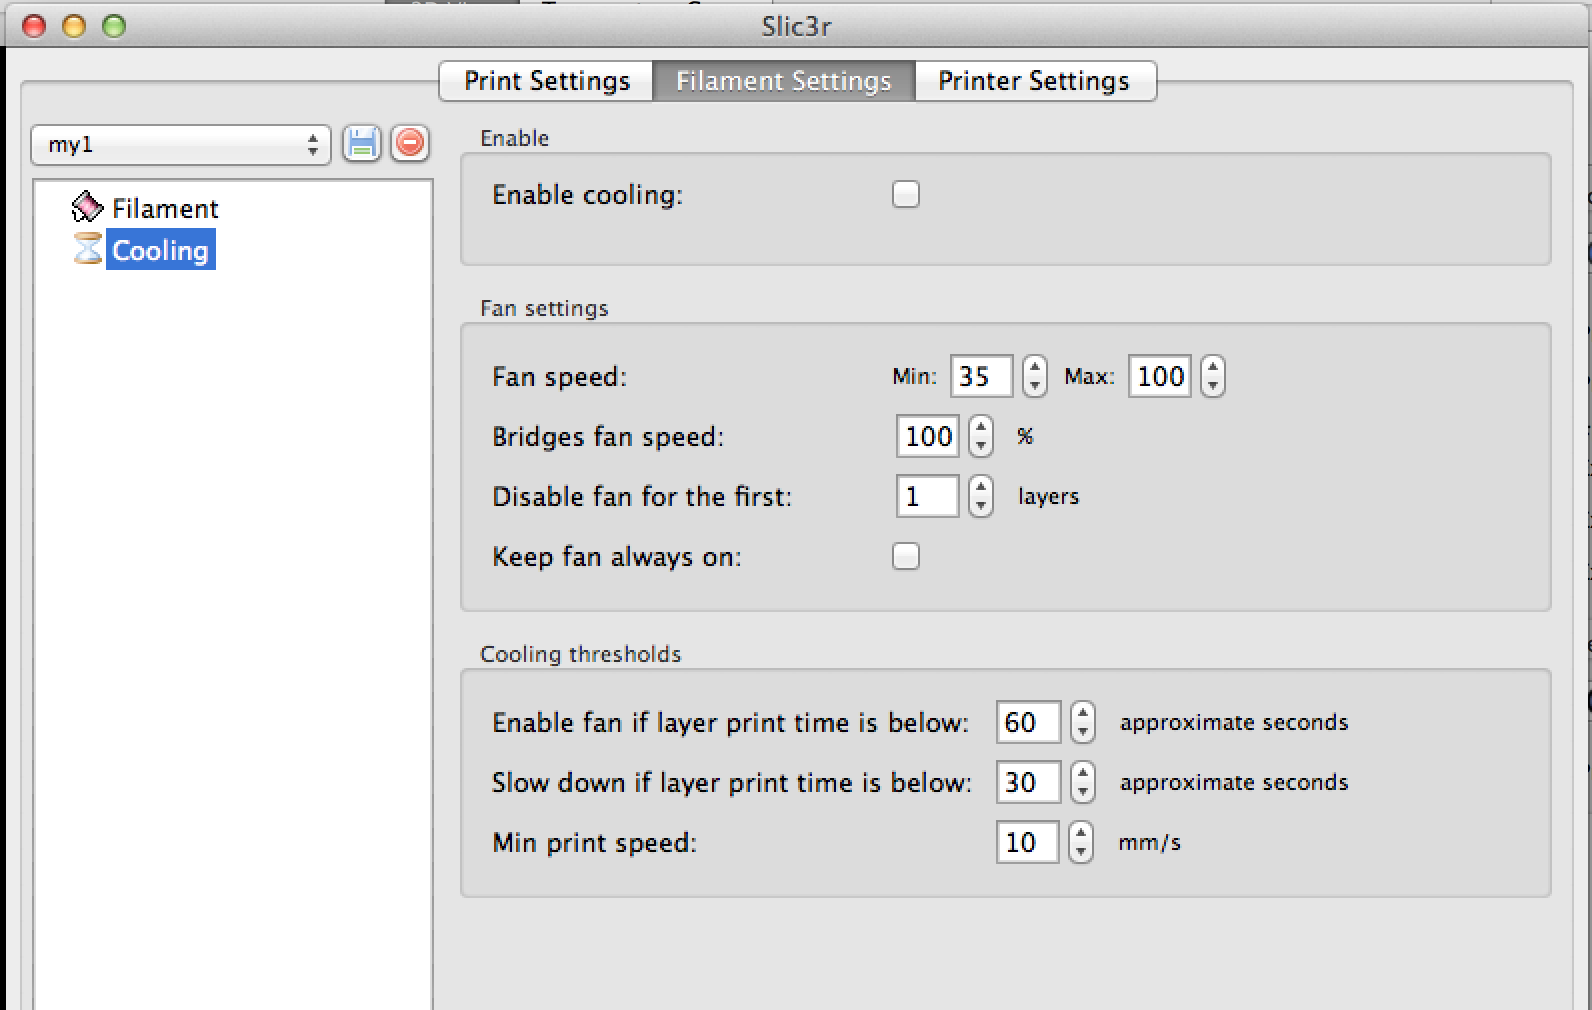 Slic3r
Print Settings Filament Settings Printer Settings
my1
Filament
Cooling
Enable
Enable cooling:
Fan settings
Fan speed: Min: 35 Max: 100
Bridges fan speed: 100 %
Disable fan for the first: 1 layers
Keep fan always on:
Cooling thresholds
Enable fan if layer print time is below: 60 approximate seconds
Slow down if layer print time is below: 30 approximate seconds
Min print speed: 10 mm/s